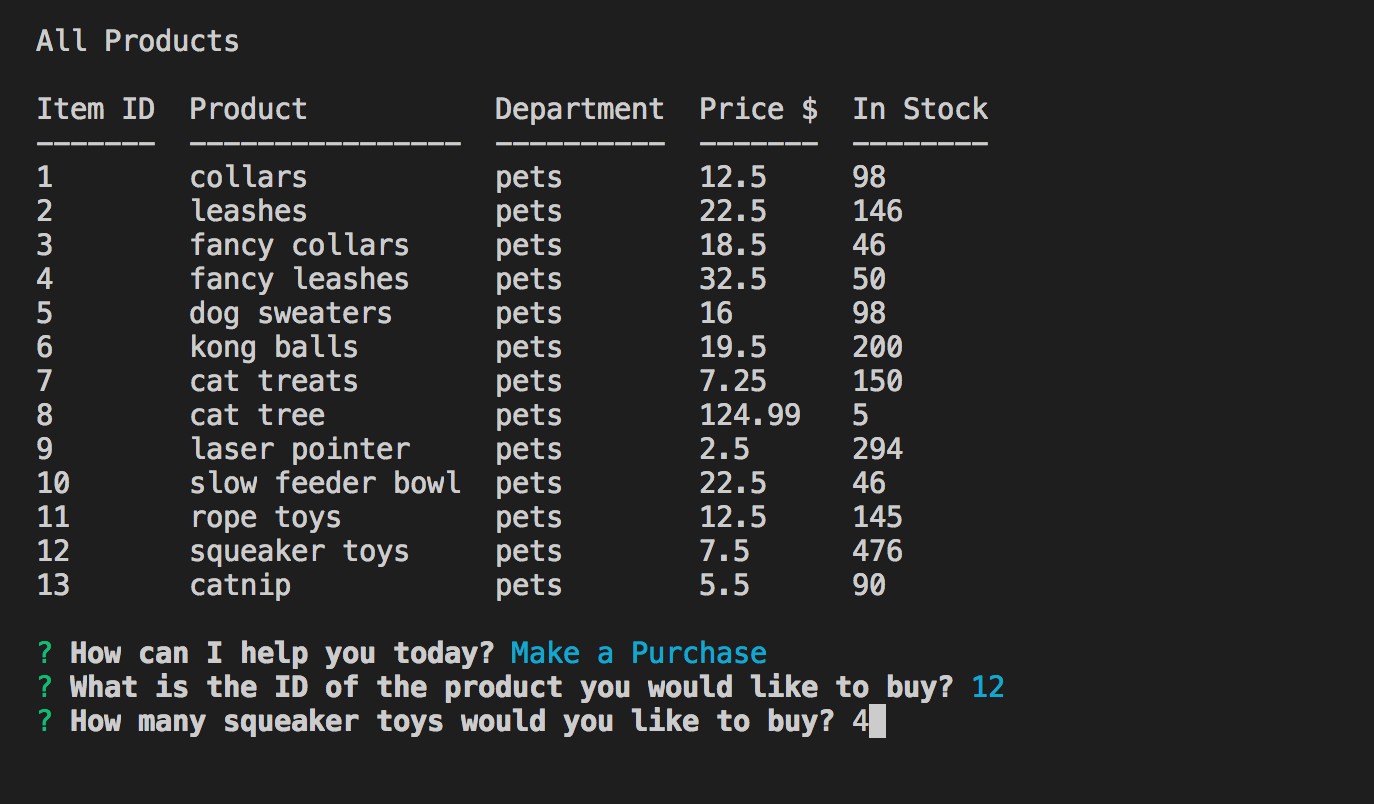 All Products
Item ID  Product           Department  Price $  In Stock
-------  ----------------  ----------  -------  --------
1        collars           pets        12.5     98
2        leashes           pets        22.5     146
3        fancy collars     pets        18.5     46
4        fancy leashes     pets        32.5     50
5        dog sweaters      pets        16       98
6        kong balls        pets        19.5     200
7        cat treats        pets        7.25     150
8        cat tree          pets        124.99   5
9        laser pointer     pets        2.5      294
10       slow feeder bowl  pets        22.5     46
11       rope toys         pets        12.5     145
12       squeaker toys     pets        7.5      476
13       catnip            pets        5.5      90
? How can I help you today? Make a Purchase
? What is the ID of the product you would like to buy? 12
? How many squeaker toys would you like to buy? 4